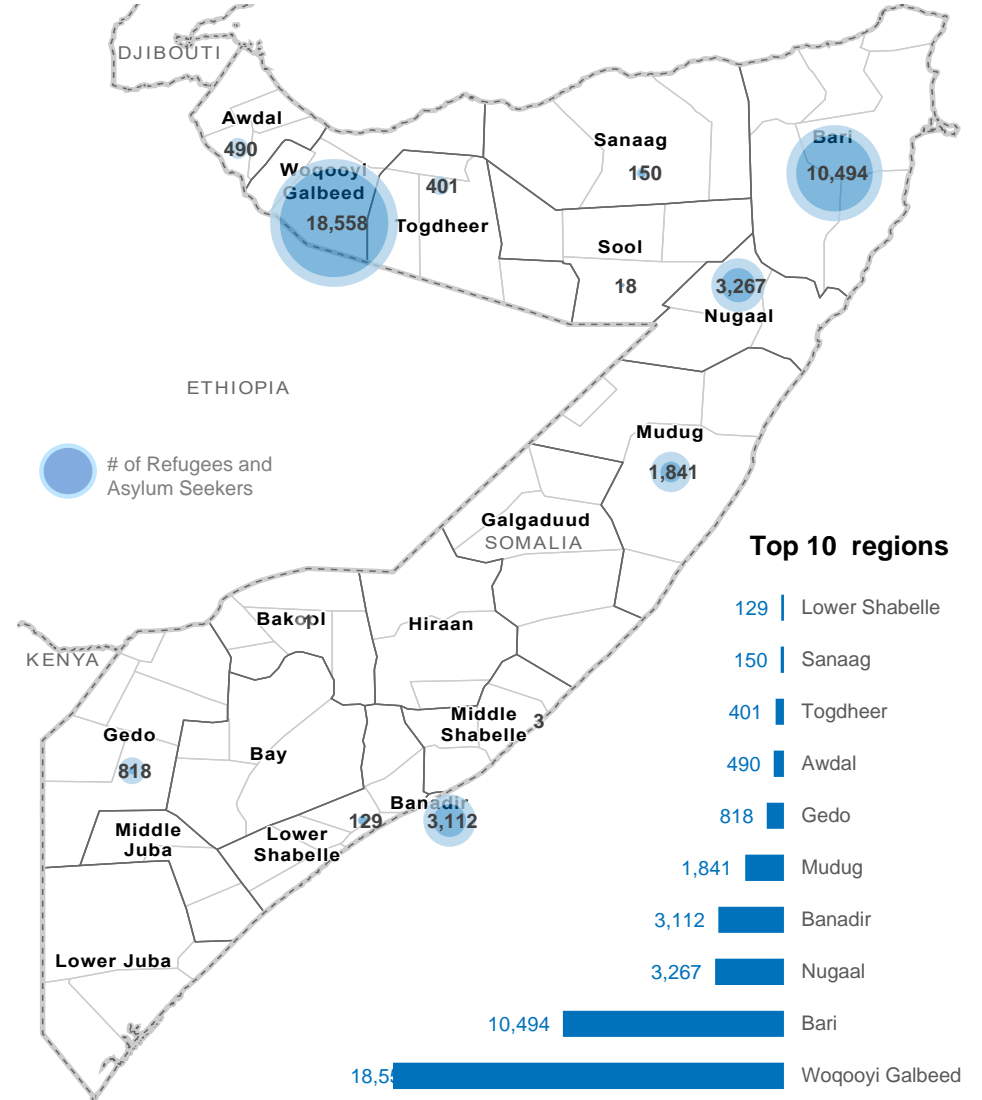 DJIBOUTI
Awdal
490
Woqooyi
Galbeed
18,558
401
Togdheer
Sanaag
150
Bari
10,494
Sool
18
3,267
Nugaal
ETHIOPIA
# of Refugees and
Asylum Seekers
Mudug
1,841
Galgaduud
SOMALIA
Hiraan
KENYA
Gedo
818
Bay
Middle
Shabelle
3
Banadir
3,112
129
Lower
Shabelle
Middle
Juba
Lower Juba
Top 10 regions
129 Lower Shabelle
150 Sanaag
401 Togdheer
490 Awdal
818 Gedo
1,841 Mudug
3,112 Banadir
3,267 Nugaal
10,494 Bari
18,55 Woqooyi Galbeed